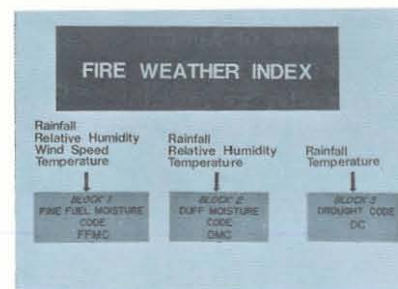 FIRE WEATHER INDEX
Rainfall
Relative Humidity
Wind Speed
Temperature
Rainfall
Relative Humidity
Temperature
Rainfall
Temperature
BLOCK 1
FINE FUEL MOISTURE
CODE
FFMC
BLOCK 2
DUFF MOISTURE
CODE
DMC
BLOCK 3
DROUGHT CODE
DC